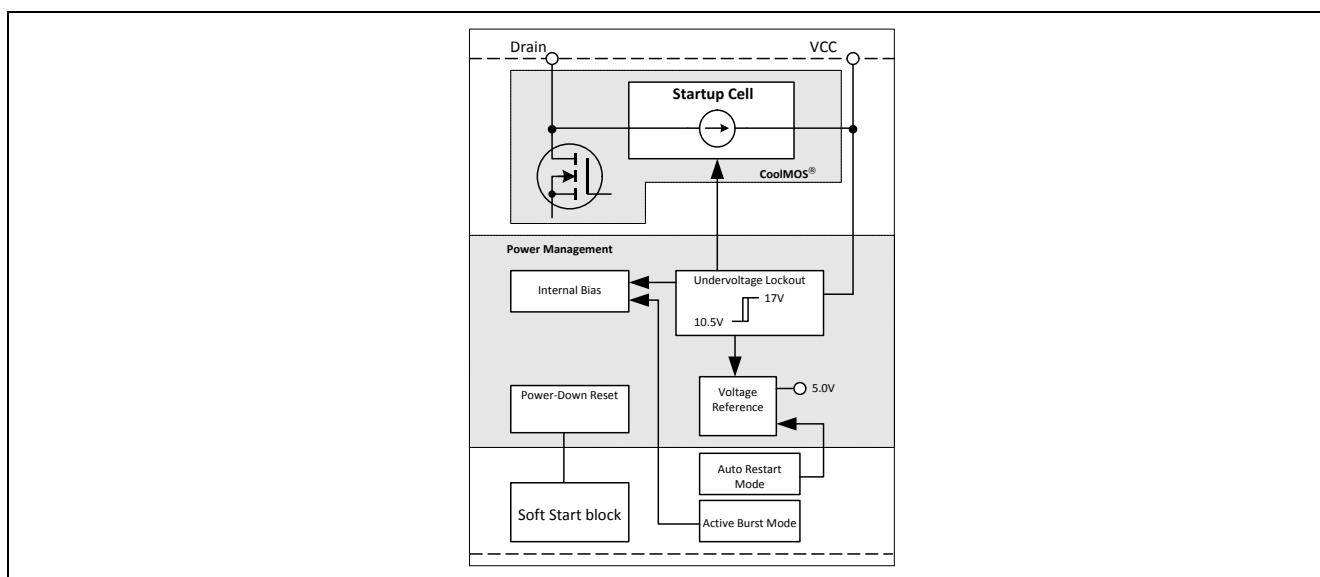 Drain
VCC
Startup Cell
CoolMOS®
Power Management
Internal Bias
Undervoltage Lockout
17V
10.5V
Power-Down Reset
Voltage
Reference
5.0V
Auto Restart
Mode
Soft Start block
Active Burst Mode